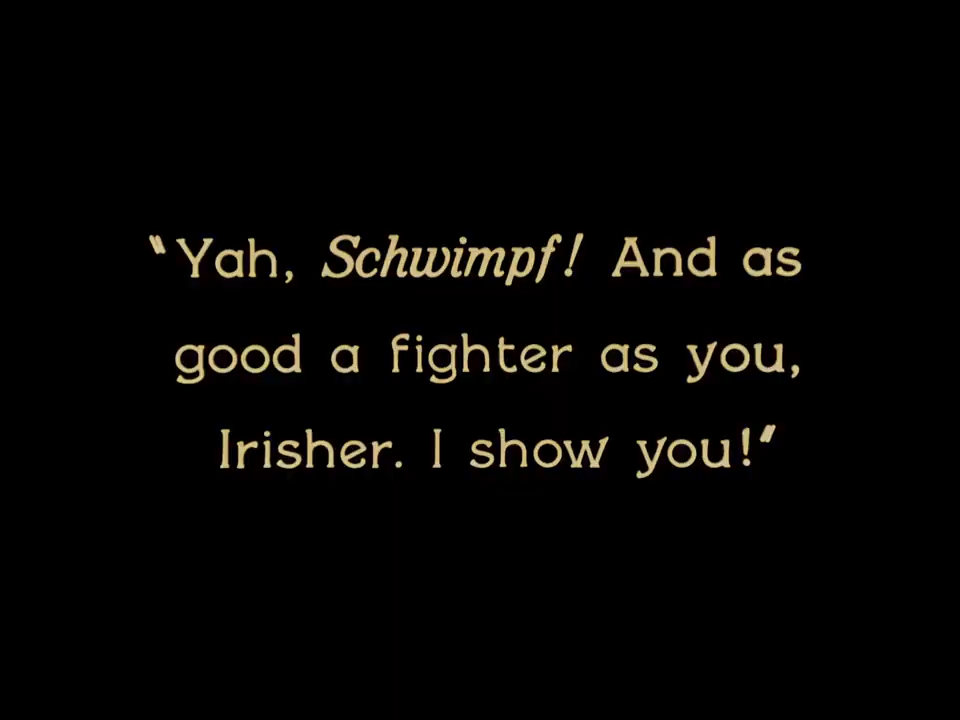 "Yah, Schwimpf! And as
good a fighter as you,
Irisher. I show you!"